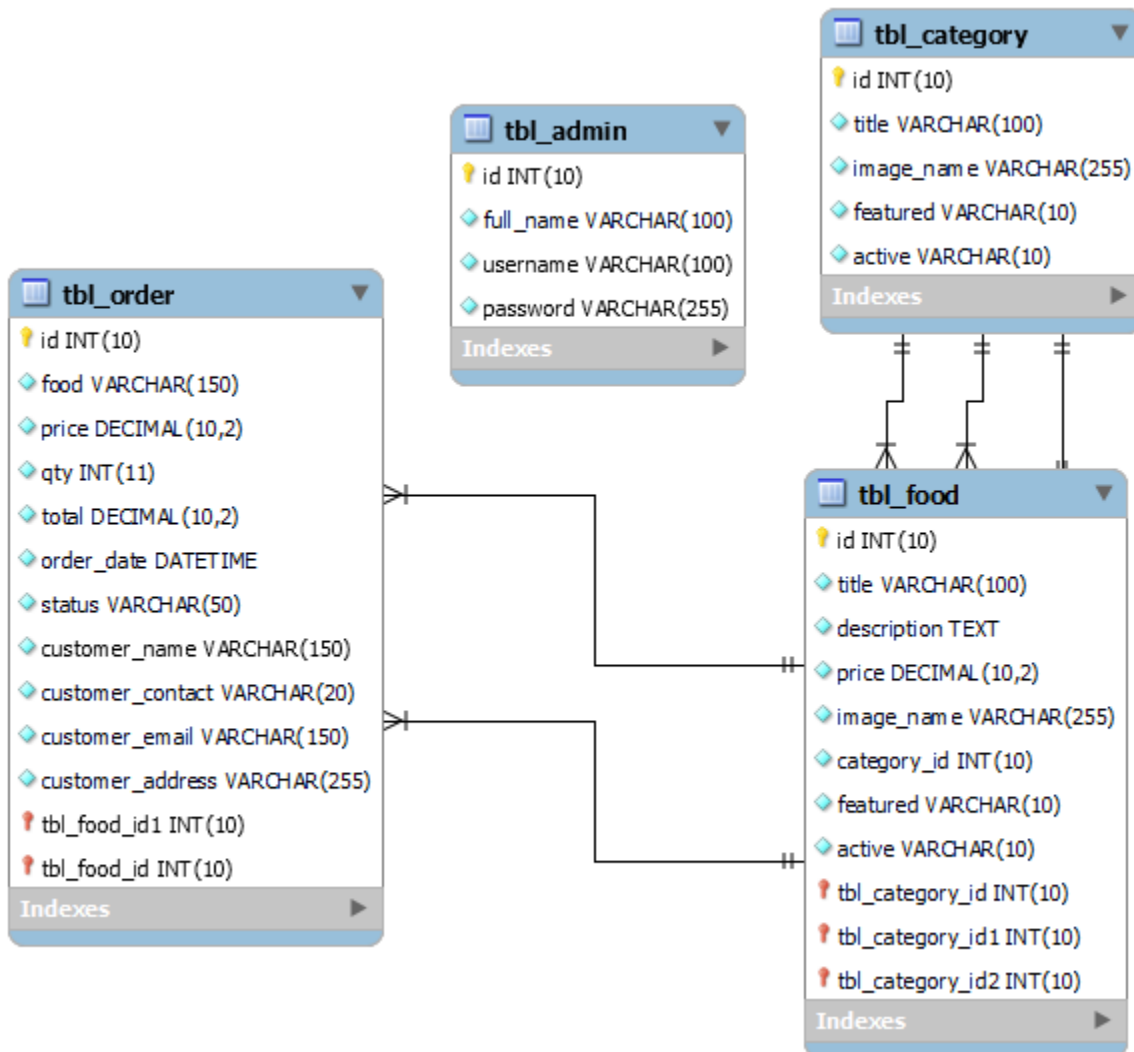 tbl_category
id INT(10)
title VARCHAR(100)
image_name VARCHAR(255)
featured VARCHAR(10)
active VARCHAR(10)
Indexes
tbl_admin
id INT(10)
full_name VARCHAR(100)
username VARCHAR(100)
password VARCHAR(255)
Indexes
tbl_order
id INT(10)
food VARCHAR(150)
price DECIMAL(10,2)
qty INT(11)
total DECIMAL(10,2)
order_date DATETIME
status VARCHAR(50)
customer_name VARCHAR(150)
customer_contact VARCHAR(20)
customer_email VARCHAR(150)
customer_address VARCHAR(255)
tbl_food_id1 INT(10)
tbl_food_id INT(10)
Indexes
tbl_food
id INT(10)
title VARCHAR(100)
description TEXT
price DECIMAL(10,2)
image_name VARCHAR(255)
category_id INT(10)
featured VARCHAR(10)
active VARCHAR(10)
tbl_category_id INT(10)
tbl_category_id1 INT(10)
tbl_category_id2 INT(10)
Indexes